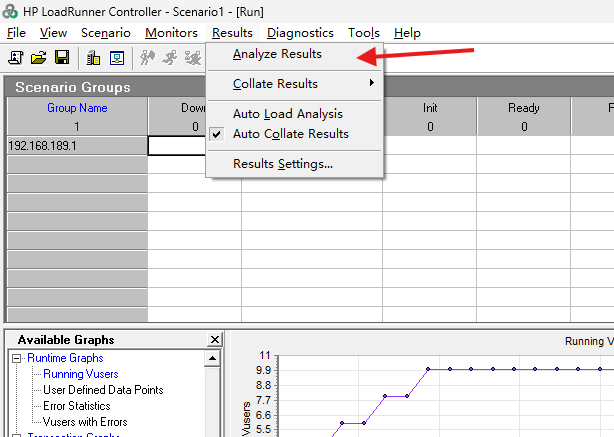 HP LoadRunner Controller - Scenario1 - [Run]
File View Scenario Monitors Results Diagnostics Tools Help
Analyze Results
Collate Results
Auto Load Analysis
Auto Collate Results
Results Settings...
Scenario Groups
Group Name Down Init Ready F
1 0 0 0
192.168.189.1
Available Graphs
Runtime Graphs
Running Vusers
User Defined Data Points
Error Statistics
Vusers with Errors
Running V
11
9.9
8.8
7.7
6.6
5.5
Vusers